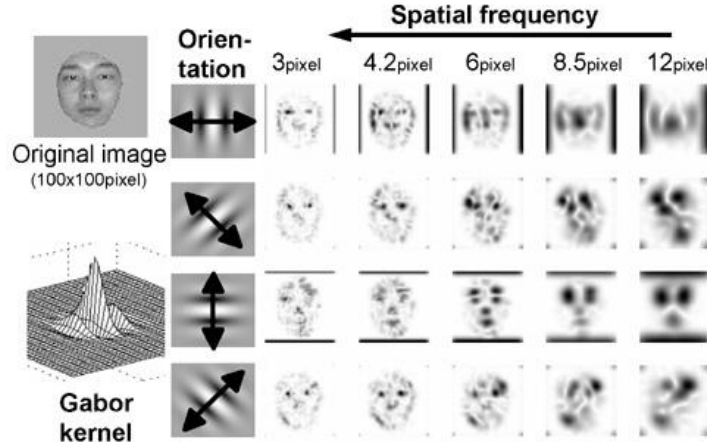 Spatial frequency
Orien-
tation
3pixel
4.2pixel
6pixel
8.5pixel
12pixel
Original image
(100x100pixel)
Gabor
kernel